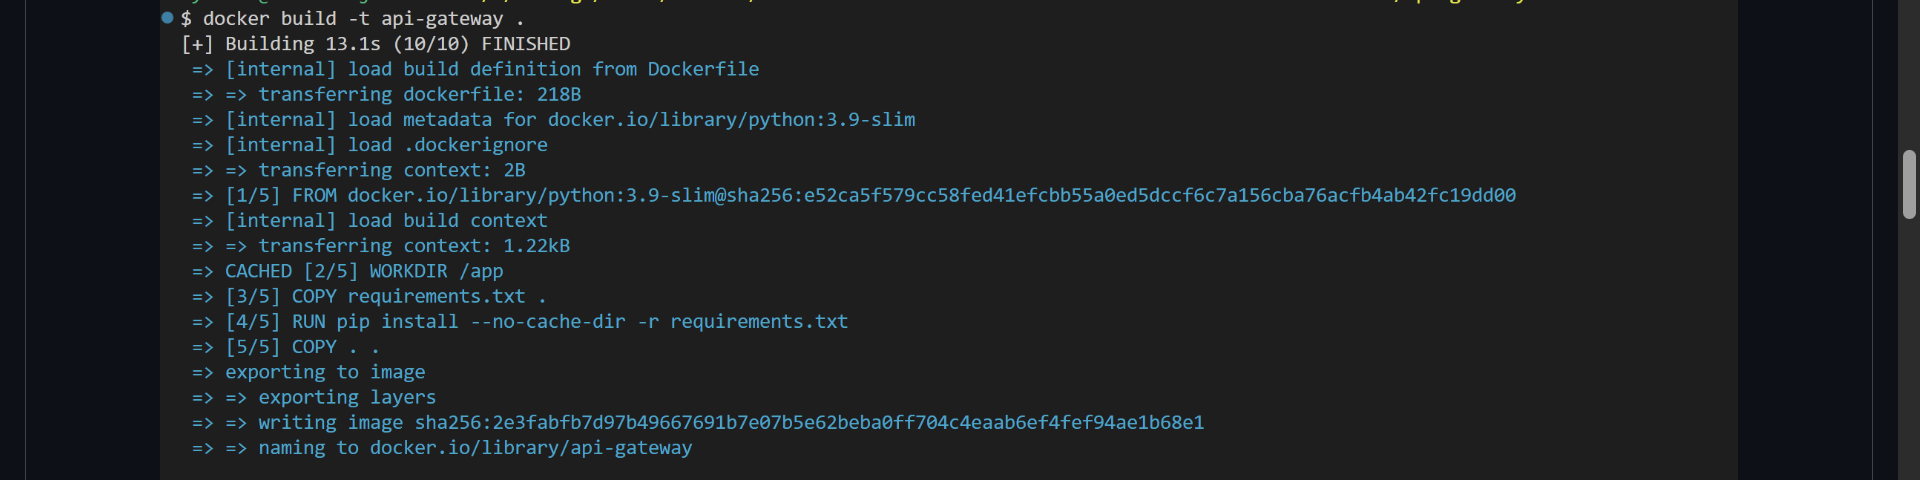 $ docker build -t api-gateway .
[+] Building 13.1s (10/10) FINISHED
=> [internal] load build definition from Dockerfile
=> => transferring dockerfile: 218B
=> [internal] load metadata for docker.io/library/python:3.9-slim
=> [internal] load .dockerignore
=> => transferring context: 2B
=> [1/5] FROM docker.io/library/python:3.9-slim@sha256:e52ca5f579cc58fed41efcbb55a0ed5dccf6c7a156cba76acfb4ab42fc19dd00
=> [internal] load build context
=> => transferring context: 1.22kB
=> CACHED [2/5] WORKDIR /app
=> [3/5] COPY requirements.txt .
=> [4/5] RUN pip install --no-cache-dir -r requirements.txt
=> [5/5] COPY . .
=> exporting to image
=> => exporting layers
=> => writing image sha256:2e3fabfb7d97b49667691b7e07b5e62beba0ff704c4eaab6ef4fef94ae1b68e1
=> => naming to docker.io/library/api-gateway